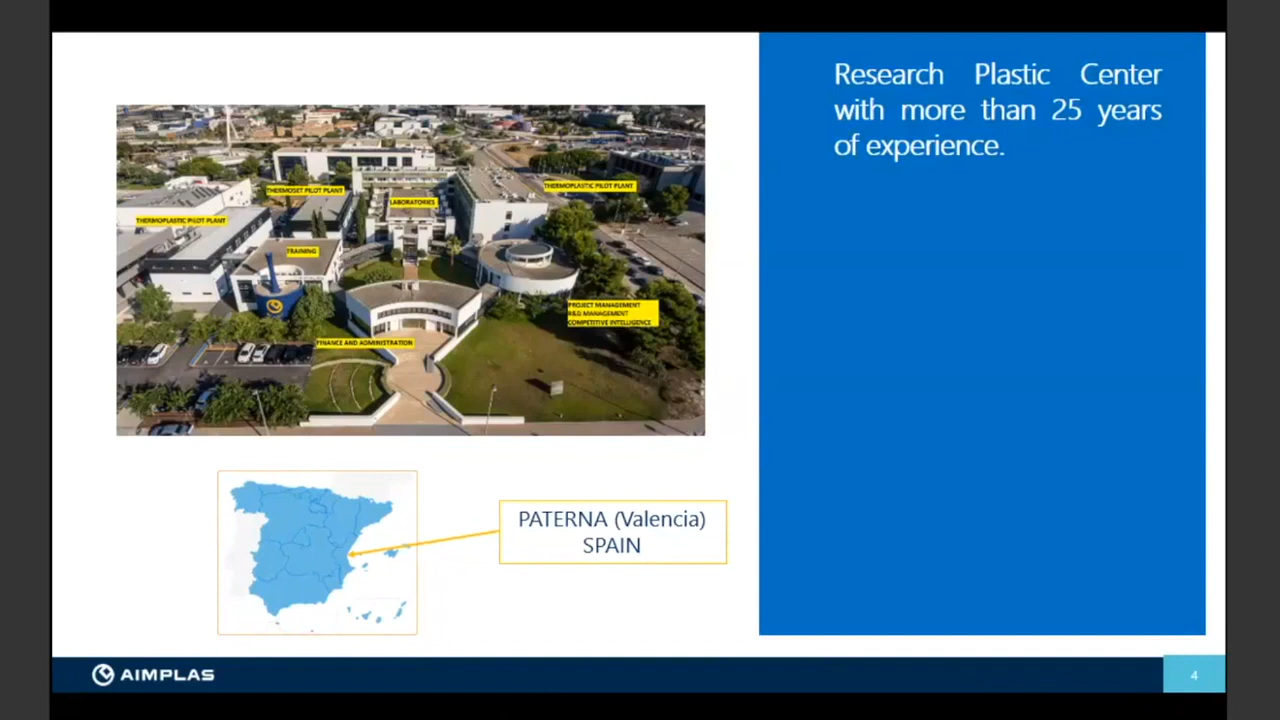 Research Plastic Center
with more than 25 years
of experience.
THERMOSET PILOT PLANT
THERMOPLASTIC PILOT PLANT
LABORATORIES
THERMOPLASTIC PILOT PLANT
TRAINING
PROJECT MANAGEMENT
R&D MANAGEMENT
COMPETITIVE INTELLIGENCE
FINANCE AND ADMINISTRATION
PATERNA (Valencia)
SPAIN
AIMPLAS
4